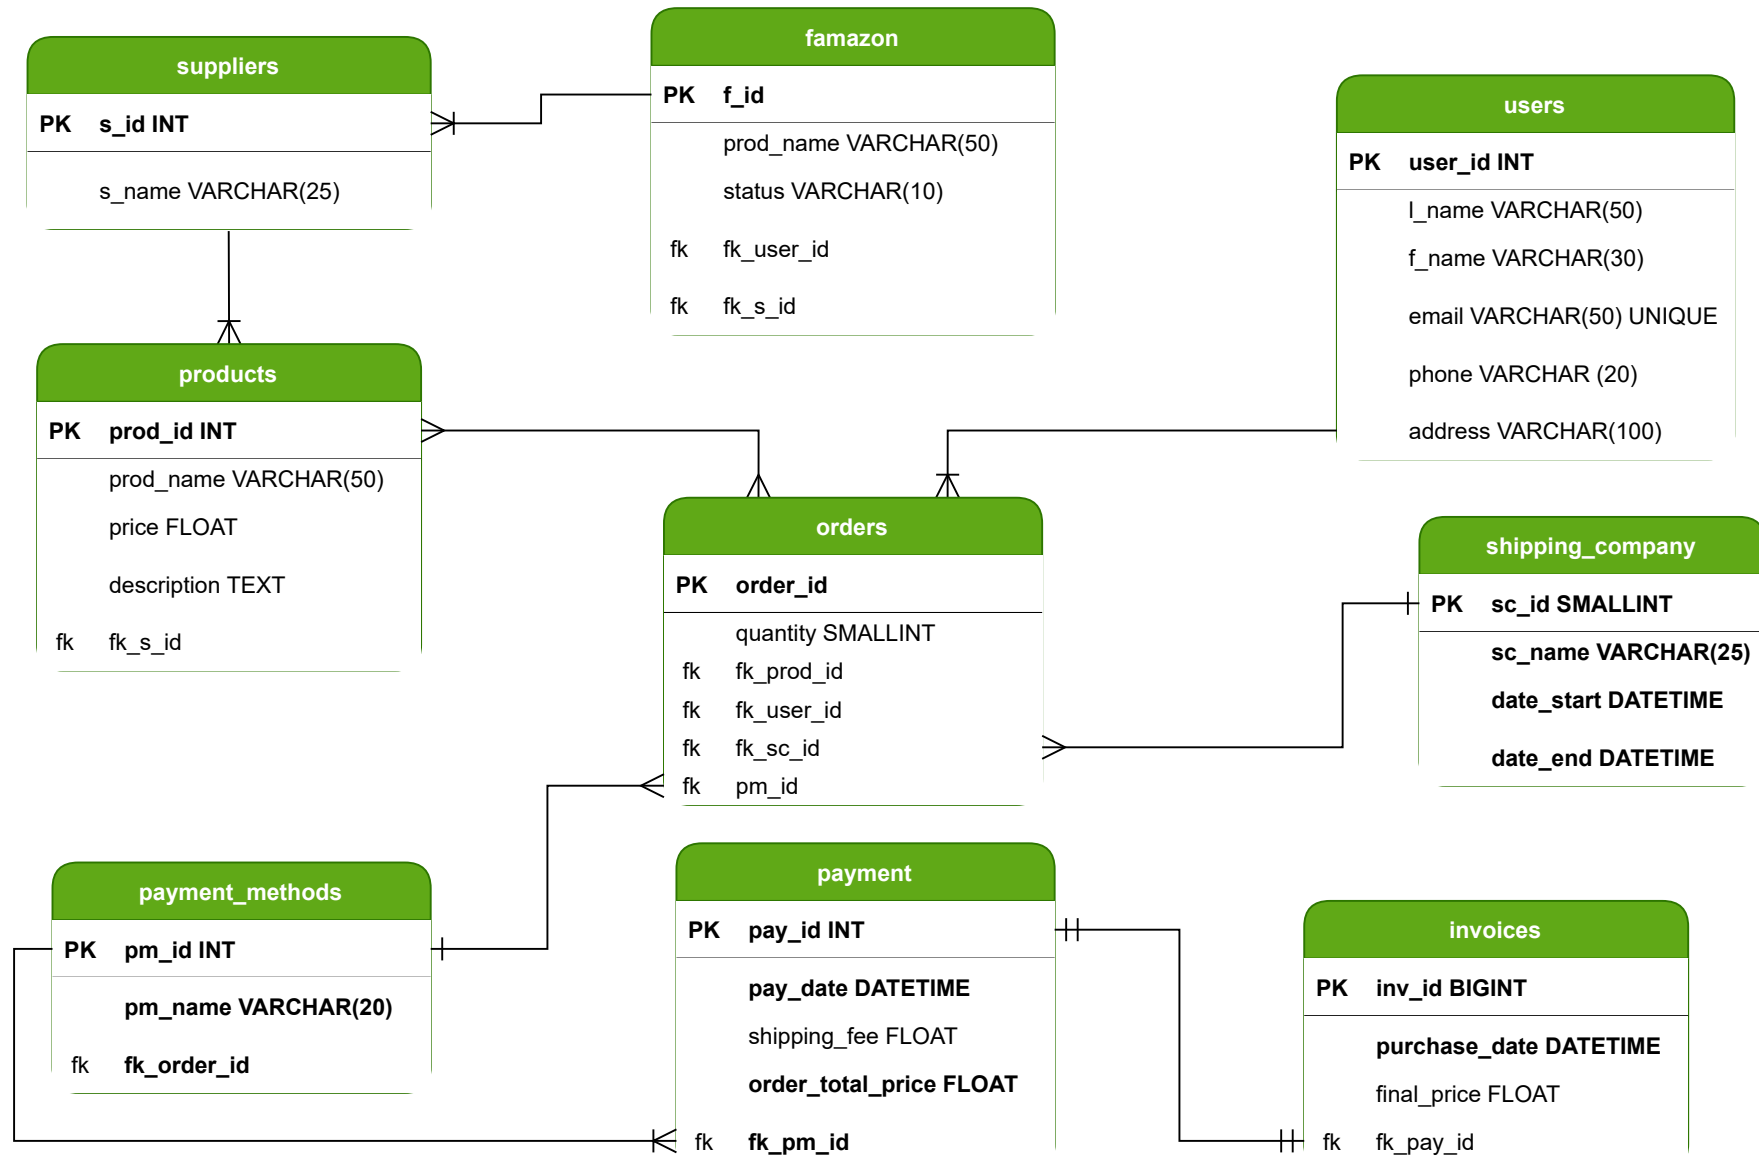 suppliers
PK s_id INT
s_name VARCHAR(25)
famazon
PK f_id
prod_name VARCHAR(50)
status VARCHAR(10)
fk fk_user_id
fk fk_s_id
users
PK user_id INT
l_name VARCHAR(50)
f_name VARCHAR(30)
email VARCHAR(50) UNIQUE
phone VARCHAR (20)
address VARCHAR(100)
products
PK prod_id INT
prod_name VARCHAR(50)
price FLOAT
description TEXT
fk fk_s_id
orders
PK order_id
quantity SMALLINT
fk fk_prod_id
fk fk_user_id
fk fk_sc_id
fk pm_id
shipping_company
PK sc_id SMALLINT
sc_name VARCHAR(25)
date_start DATETIME
date_end DATETIME
payment_methods
PK pm_id INT
pm_name VARCHAR(20)
fk fk_order_id
payment
PK pay_id INT
pay_date DATETIME
shipping_fee FLOAT
order_total_price FLOAT
fk fk_pm_id
invoices
PK inv_id BIGINT
purchase_date DATETIME
final_price FLOAT
fk fk_pay_id